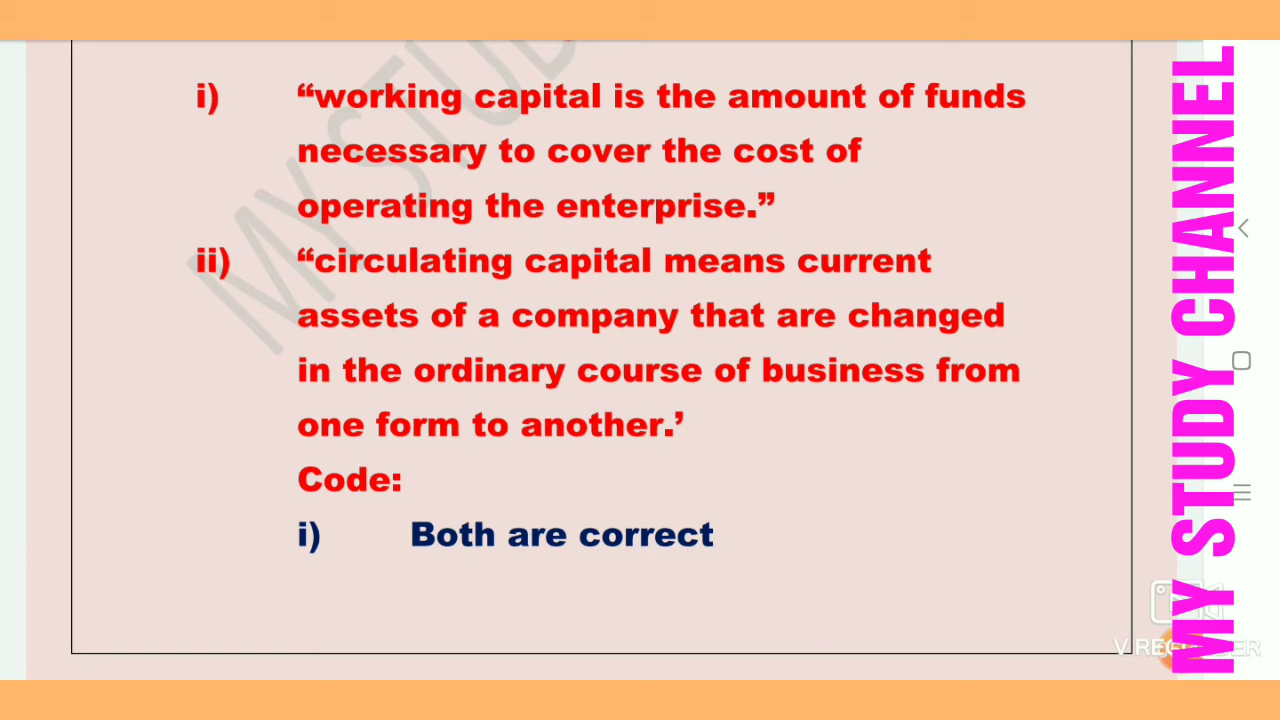 i) “working capital is the amount of funds
necessary to cover the cost of
operating the enterprise.”
ii) “circulating capital means current
assets of a company that are changed
in the ordinary course of business from
one form to another.’
Code:
i) Both are correct
MY STUDY CHANNEL
MY STUD